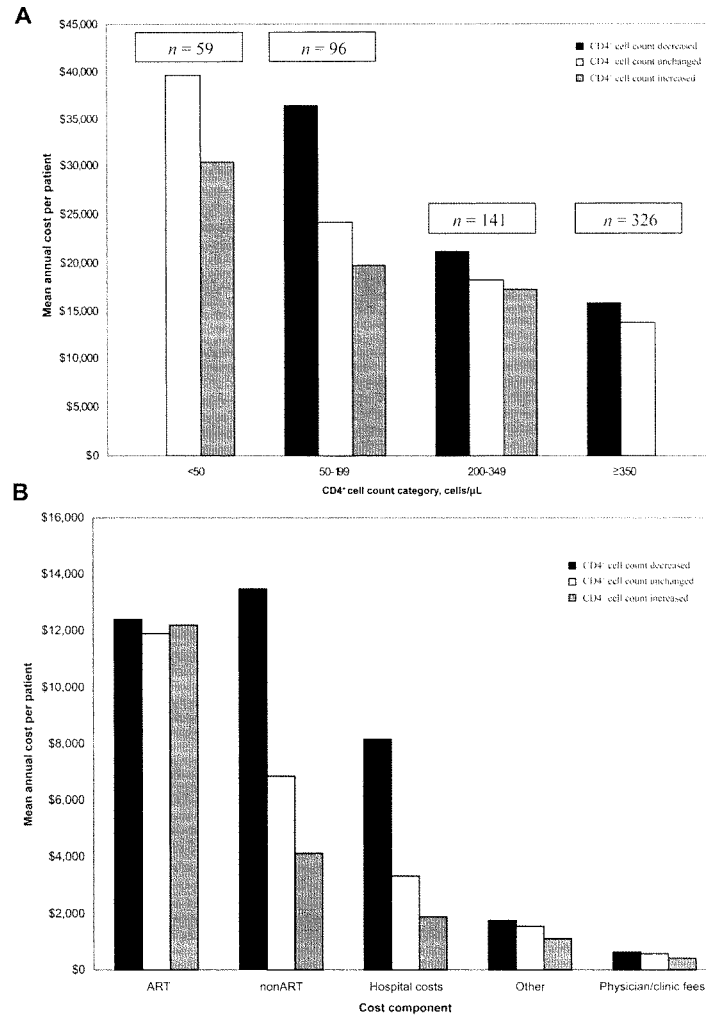 A
$45,000
$40,000
$35,000
$30,000
$25,000
$20,000
$15,000
$10,000
$5,000
$0
Mean annual cost per patient
n = 59
n = 96
n = 141
n = 326
CD4+ cell count decreased
CD4+ cell count unchanged
CD4+ cell count increased
<50
50-199
200-349
≥350
CD4+ cell count category, cells/µL
B
$16,000
$14,000
$12,000
$10,000
$8,000
$6,000
$4,000
$2,000
$0
Mean annual cost per patient
CD4+ cell count decreased
CD4+ cell count unchanged
CD4+ cell count increased
ART
nonART
Hospital costs
Other
Physician/clinic fees
Cost component